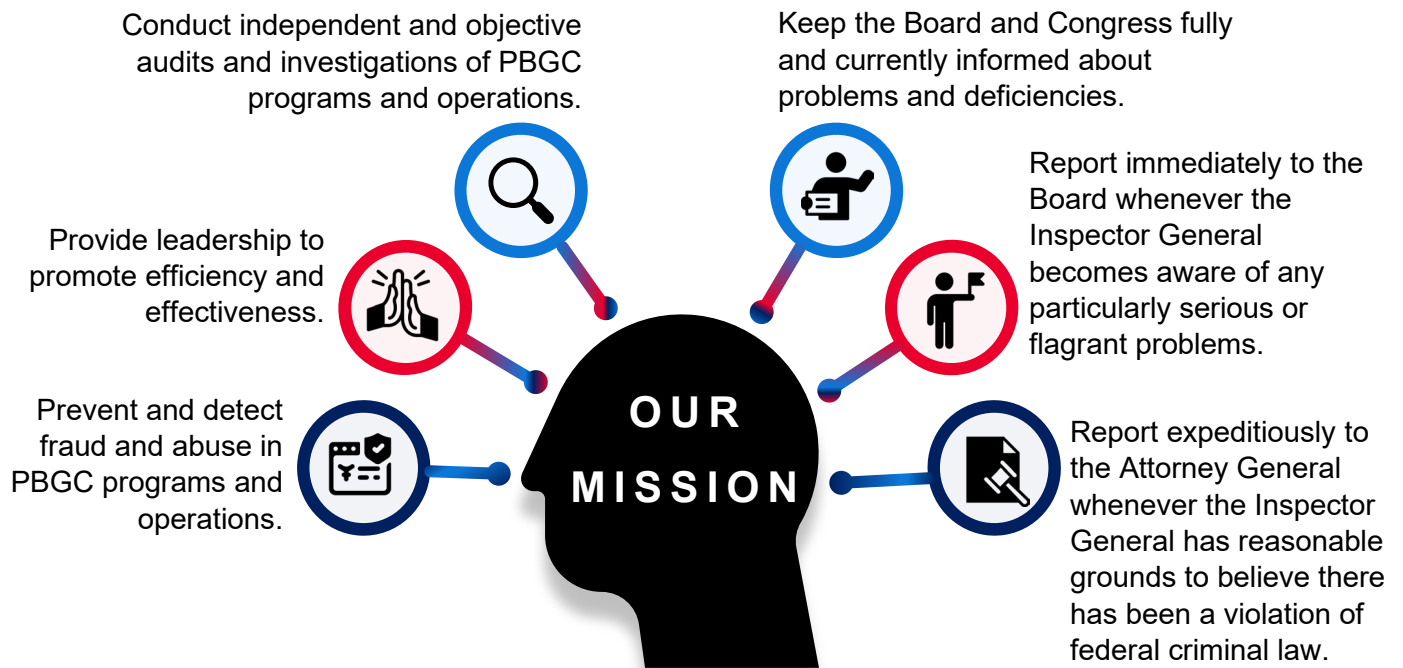 Conduct independent and objective
audits and investigations of PBGC
programs and operations.
Keep the Board and Congress fully
and currently informed about
problems and deficiencies.
Provide leadership to
promote efficiency and
effectiveness.
Report immediately to the
Board whenever the
Inspector General
becomes aware of any
particularly serious or
flagrant problems.
Prevent and detect
fraud and abuse in
PBGC programs and
operations.
OUR
MISSION
Report expeditiously to
the Attorney General
whenever the Inspector
General has reasonable
grounds to believe there
has been a violation of
federal criminal law.